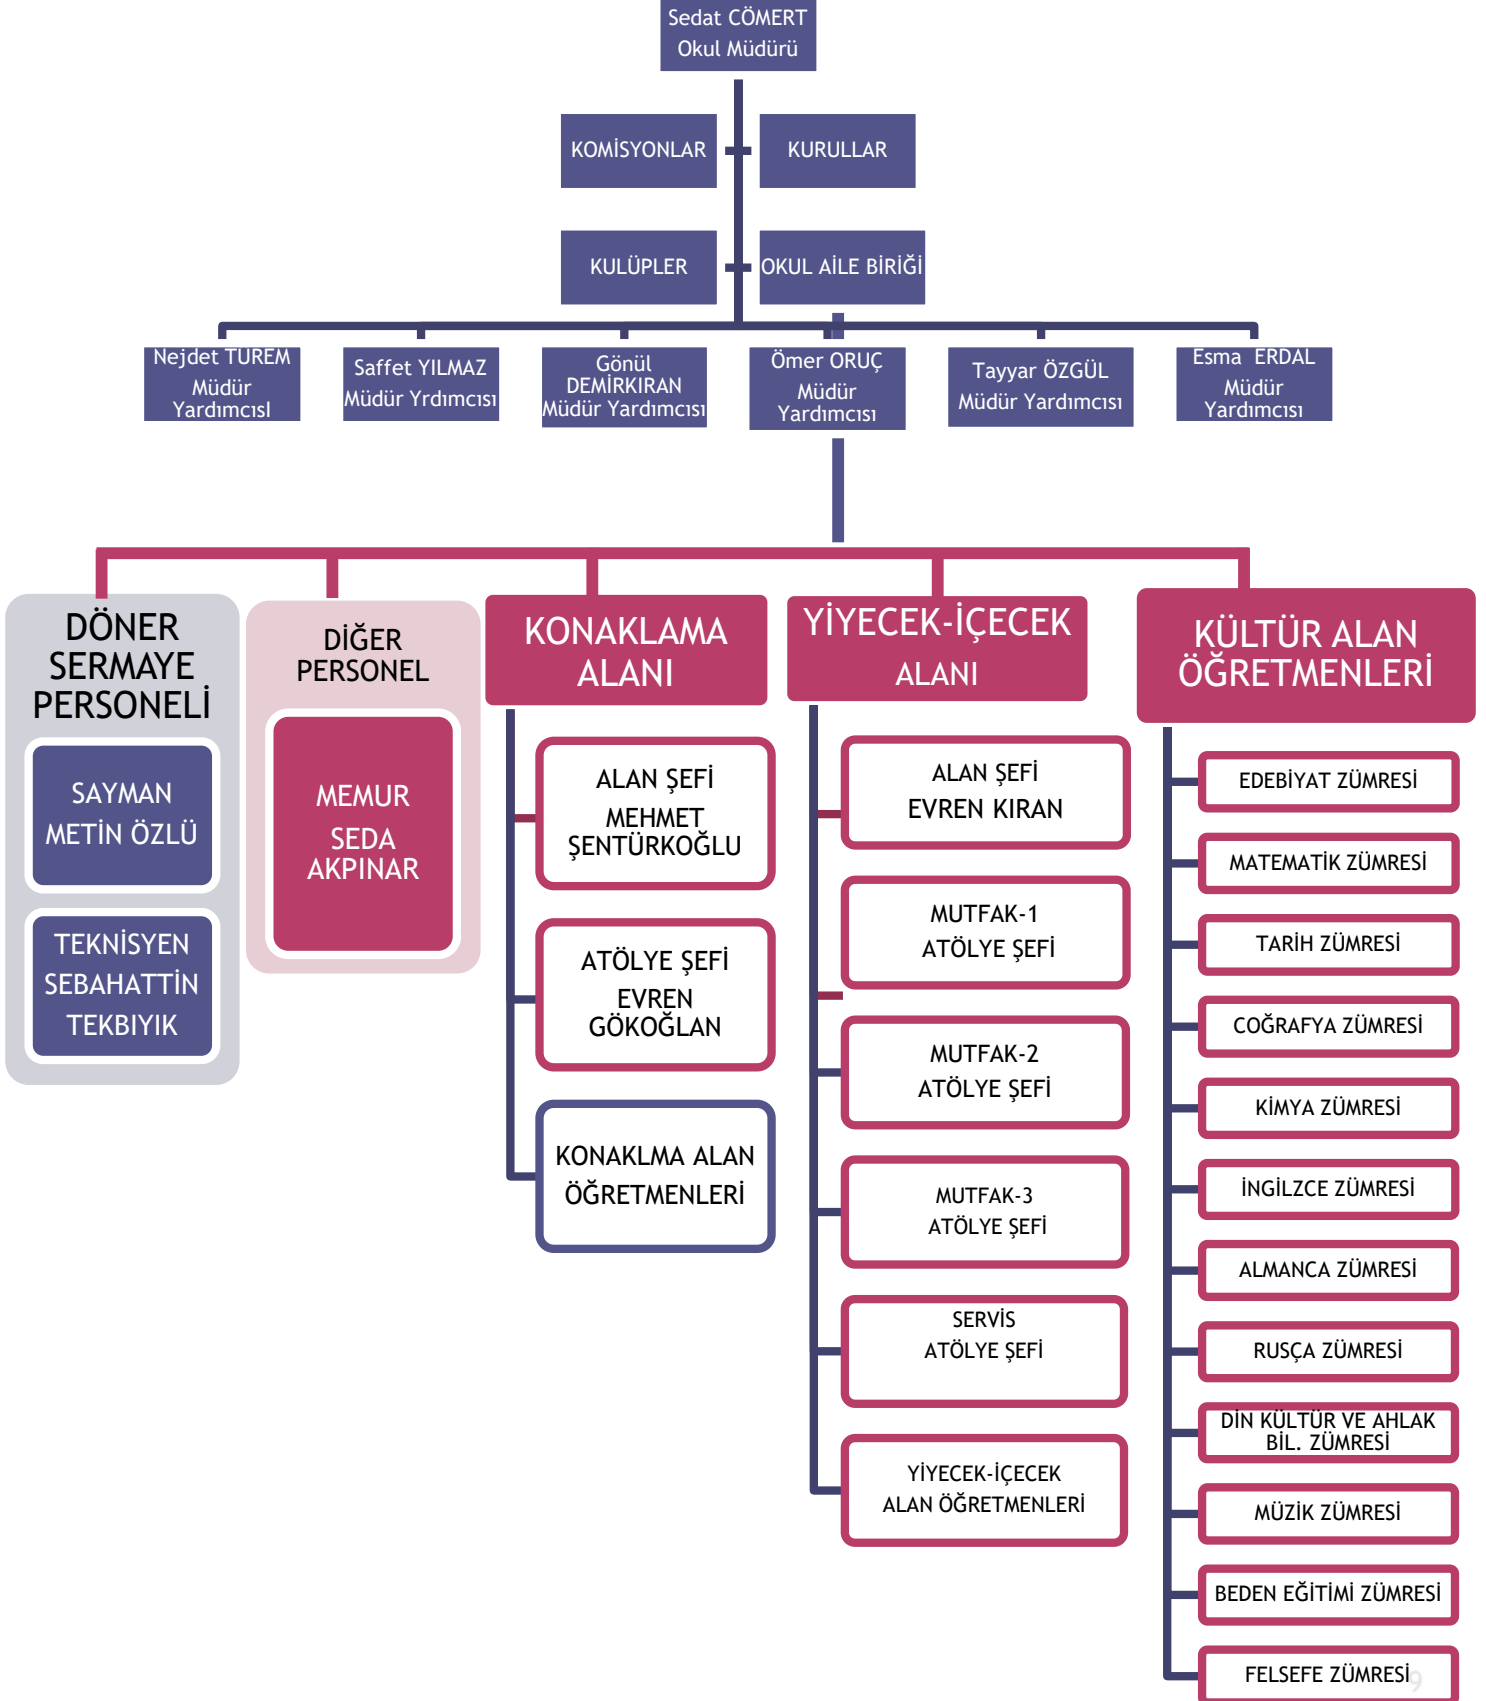 Sedat CÖMERT
Okul Müdürü
KOMİSYONLAR
KURULLAR
KULÜPLER
OKUL AİLE BİRİĞİ
Nejdet TÜREM
Müdür
YardımcısI
Saffet YILMAZ
Müdür Yrdımcısı
Gönül
DEMİRKIRAN
Müdür Yardımcısı
Ömer ORUÇ
Müdür
Yardımcısı
Tayyar ÖZGÜL
Müdür Yardımcısı
Esma ERDAL
Müdür
Yardımcısı
DÖNER
SERMAYE
PERSONELİ
SAYMAN
METİN ÖZLÜ
TEKNİSYEN
SEBAHATTİN
TEKBIYIK
DİĞER
PERSONEL
MEMUR
SEDA
AKPINAR
KONAKLAMA
ALANI
ALAN ŞEFİ
MEHMET
ŞENTÜRKOĞLU
ATÖLYE ŞEFİ
EVREN
GÖKOĞLAN
KONAKLMA ALAN
ÖĞRETMENLERİ
YİYECEK-İÇECEK
ALANI
ALAN ŞEFİ
EVREN KIRAN
MUTFAK-1
ATÖLYE ŞEFİ
MUTFAK-2
ATÖLYE ŞEFİ
MUTFAK-3
ATÖLYE ŞEFİ
SERVİS
ATÖLYE ŞEFİ
YİYECEK-İÇECEK
ALAN ÖĞRETMENLERİ
KÜLTÜR ALAN
ÖĞRETMENLERİ
EDEBİYAT ZÜMRESİ
MATEMATİK ZÜMRESİ
TARİH ZÜMRESİ
COĞRAFYA ZÜMRESİ
KİMYA ZÜMRESİ
İNGİLZCE ZÜMRESİ
ALMANCA ZÜMRESİ
RUSÇA ZÜMRESİ
DİN KÜLTÜR VE AHLAK
BİL. ZÜMRESİ
MÜZİK ZÜMRESİ
BEDEN EĞİTİMİ ZÜMRESİ
FELSEFE ZÜMRESİ
9